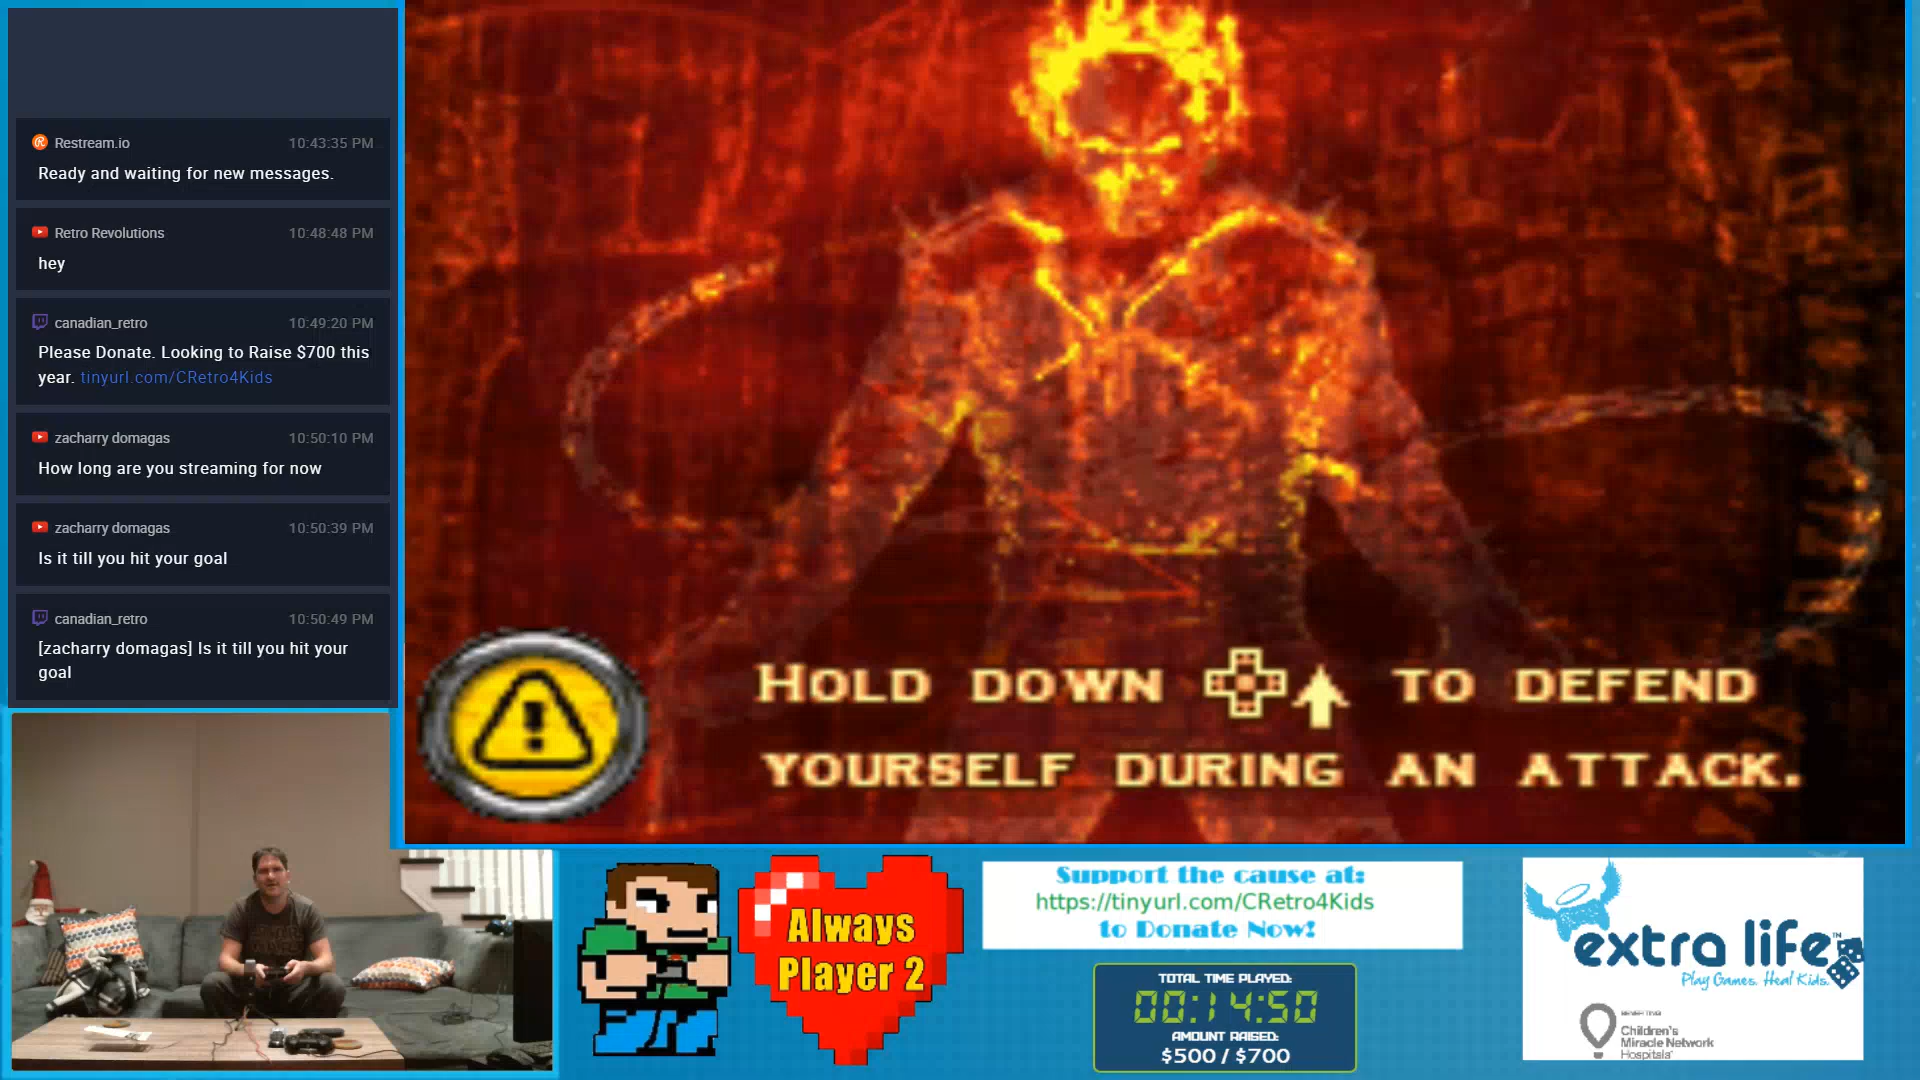 Restream.io 10:43:35 PM
Ready and waiting for new messages.
Retro Revolutions 10:48:48 PM
hey
canadian_retro 10:49:20 PM
Please Donate. Looking to Raise $700 this
year. tinyurl.com/CRetro4Kids
zacharry domagas 10:50:10 PM
How long are you streaming for now
zacharry domagas 10:50:39 PM
Is it till you hit your goal
canadian_retro 10:50:49 PM
[zacharry domagas] Is it till you hit your
goal
HOLD DOWN TO DEFEND
YOURSELF DURING AN ATTACK.
Always
Player 2
Support the cause at:
https://tinyurl.com/CRetro4Kids
to Donate Now!
TOTAL TIME PLAYED:
00:14:50
AMOUNT RAISED:
$500 / $700
extra life
Play Games. Heal Kids.
BENEFITING
Children's
Miracle Network
Hospitals